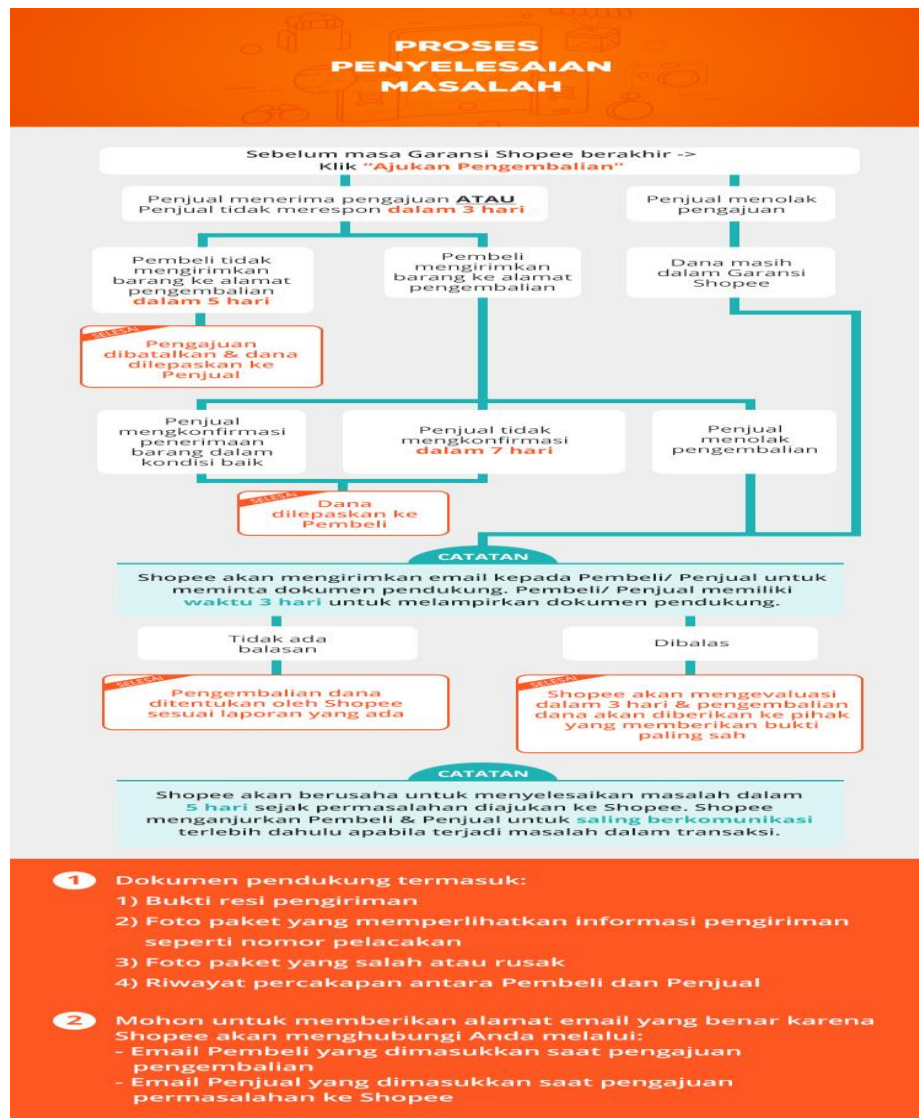 PROSES
PENYELESAIAN
MASALAH
Sebelum masa Garansi Shopee berakhir ->
Klik “Ajukan Pengembalian”
Penjual menerima pengajuan ATAU
Penjual tidak merespon dalam 3 hari
Penjual menolak
pengajuan
Pembeli tidak
mengirimkan
barang ke alamat
pengembalian
dalam 5 hari
Pembeli
mengirimkan
barang ke alamat
pengembalian
Dana masih
dalam Garansi
Shopee
SELESAI
Pengajuan
dibatalkan & dana
dilepaskan ke
Penjual
Penjual
mengkonfirmasi
penerimaan
barang dalam
kondisi baik
Penjual tidak
mengkonfirmasi
dalam 7 hari
Penjual
menolak
pengembalian
SELESAI
Dana
dilepaskan ke
Pembeli
CATATAN
Shopee akan mengirimkan email kepada Pembeli/ Penjual untuk
meminta dokumen pendukung. Pembeli/ Penjual memiliki
waktu 3 hari untuk melampirkan dokumen pendukung.
Tidak ada
balasan
Dibalas
SELESAI
Pengembalian dana
ditentukan oleh Shopee
sesuai laporan yang ada
SELESAI
Shopee akan mengevaluasi
dalam 3 hari & pengembalian
dana akan diberikan ke pihak
yang memberikan bukti
paling sah
CATATAN
Shopee akan berusaha untuk menyelesaikan masalah dalam
5 hari sejak permasalahan diajukan ke Shopee. Shopee
menganjurkan Pembeli & Penjual untuk saling berkomunikasi
terlebih dahulu apabila terjadi masalah dalam transaksi.
1 Dokumen pendukung termasuk:
1) Bukti resi pengiriman
2) Foto paket yang memperlihatkan informasi pengiriman
seperti nomor pelacakan
3) Foto paket yang salah atau rusak
4) Riwayat percakapan antara Pembeli dan Penjual
2 Mohon untuk memberikan alamat email yang benar karena
Shopee akan menghubungi Anda melalui:
- Email Pembeli yang dimasukkan saat pengajuan
pengembalian
- Email Penjual yang dimasukkan saat pengajuan
permasalahan ke Shopee